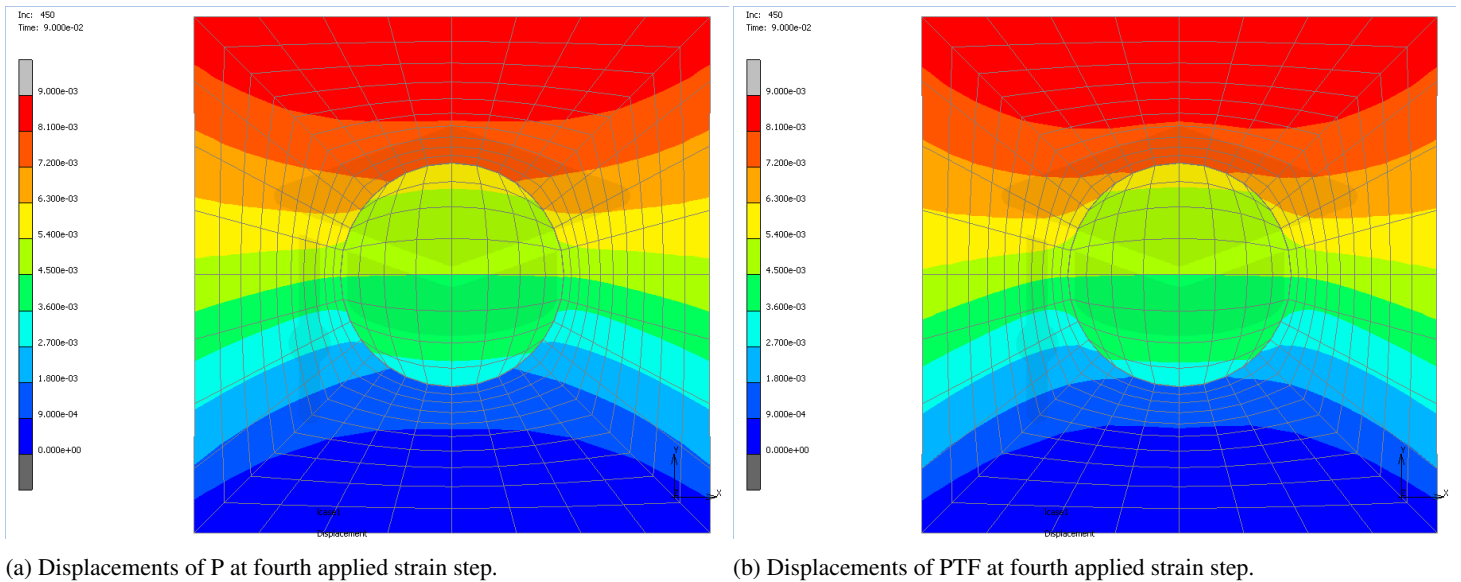 Inc: 450
Time: 9.000e-02
9.000e-03
8.100e-03
7.200e-03
6.300e-03
5.400e-03
4.500e-03
3.600e-03
2.700e-03
1.800e-03
9.000e-04
0.000e+00
Y
X
lcase1
Displacement
Inc: 450
Time: 9.000e-02
9.000e-03
8.100e-03
7.200e-03
6.300e-03
5.400e-03
4.500e-03
3.600e-03
2.700e-03
1.800e-03
9.000e-04
0.000e+00
Y
X
lcase1
Displacement
(a) Displacements of P at fourth applied strain step.
(b) Displacements of PTF at fourth applied strain step.